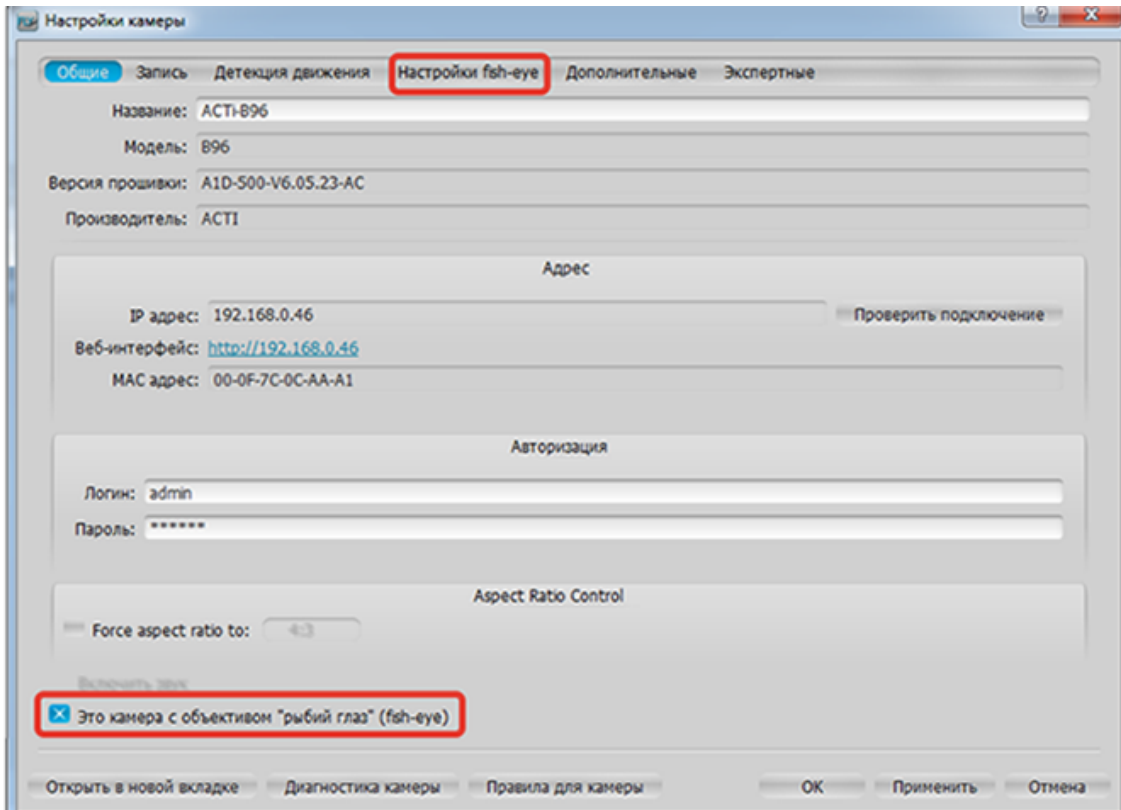 Настройки камеры
Общие Запись Детекция движения Настройки fish-eye Дополнительные Экспертные
Название: ACTi-B96
Модель: B96
Версия прошивки: A1D-500-V6.05.23-AC
Производитель: ACTI
Адрес
IP адрес: 192.168.0.46 Проверить подключение
Веб-интерфейс: http://192.168.0.46
MAC адрес: 00-0F-7C-0C-AA-A1
Авторизация
Логин: admin
Пароль: ******
Aspect Ratio Control
Force aspect ratio to: 4:3
Включить звук
Это камера с объективом "рыбий глаз" (fish-eye)
Открыть в новой вкладке Диагностика камеры Правила для камеры OK Применить Отмена